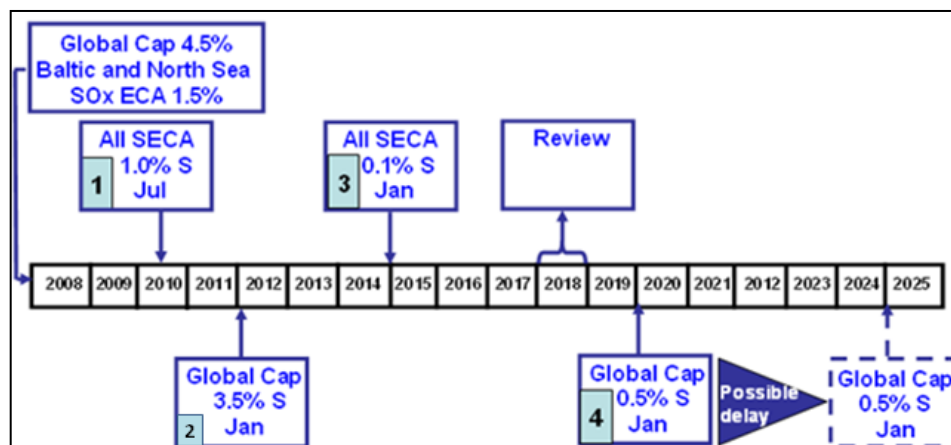 Global Cap 4.5%
Baltic and North Sea
SOx ECA 1.5%
All SECA
1.0% S
1
Jul
All SECA
0.1% S
3
Jan
Review
2008 2009 2010 2011 2012 2013 2014 2015 2016 2017 2018 2019 2020 2021 2012 2023 2024 2025
Global Cap
3.5% S
2
Jan
Global Cap
0.5% S
4
Jan
Possible
delay
Global Cap
0.5% S
Jan